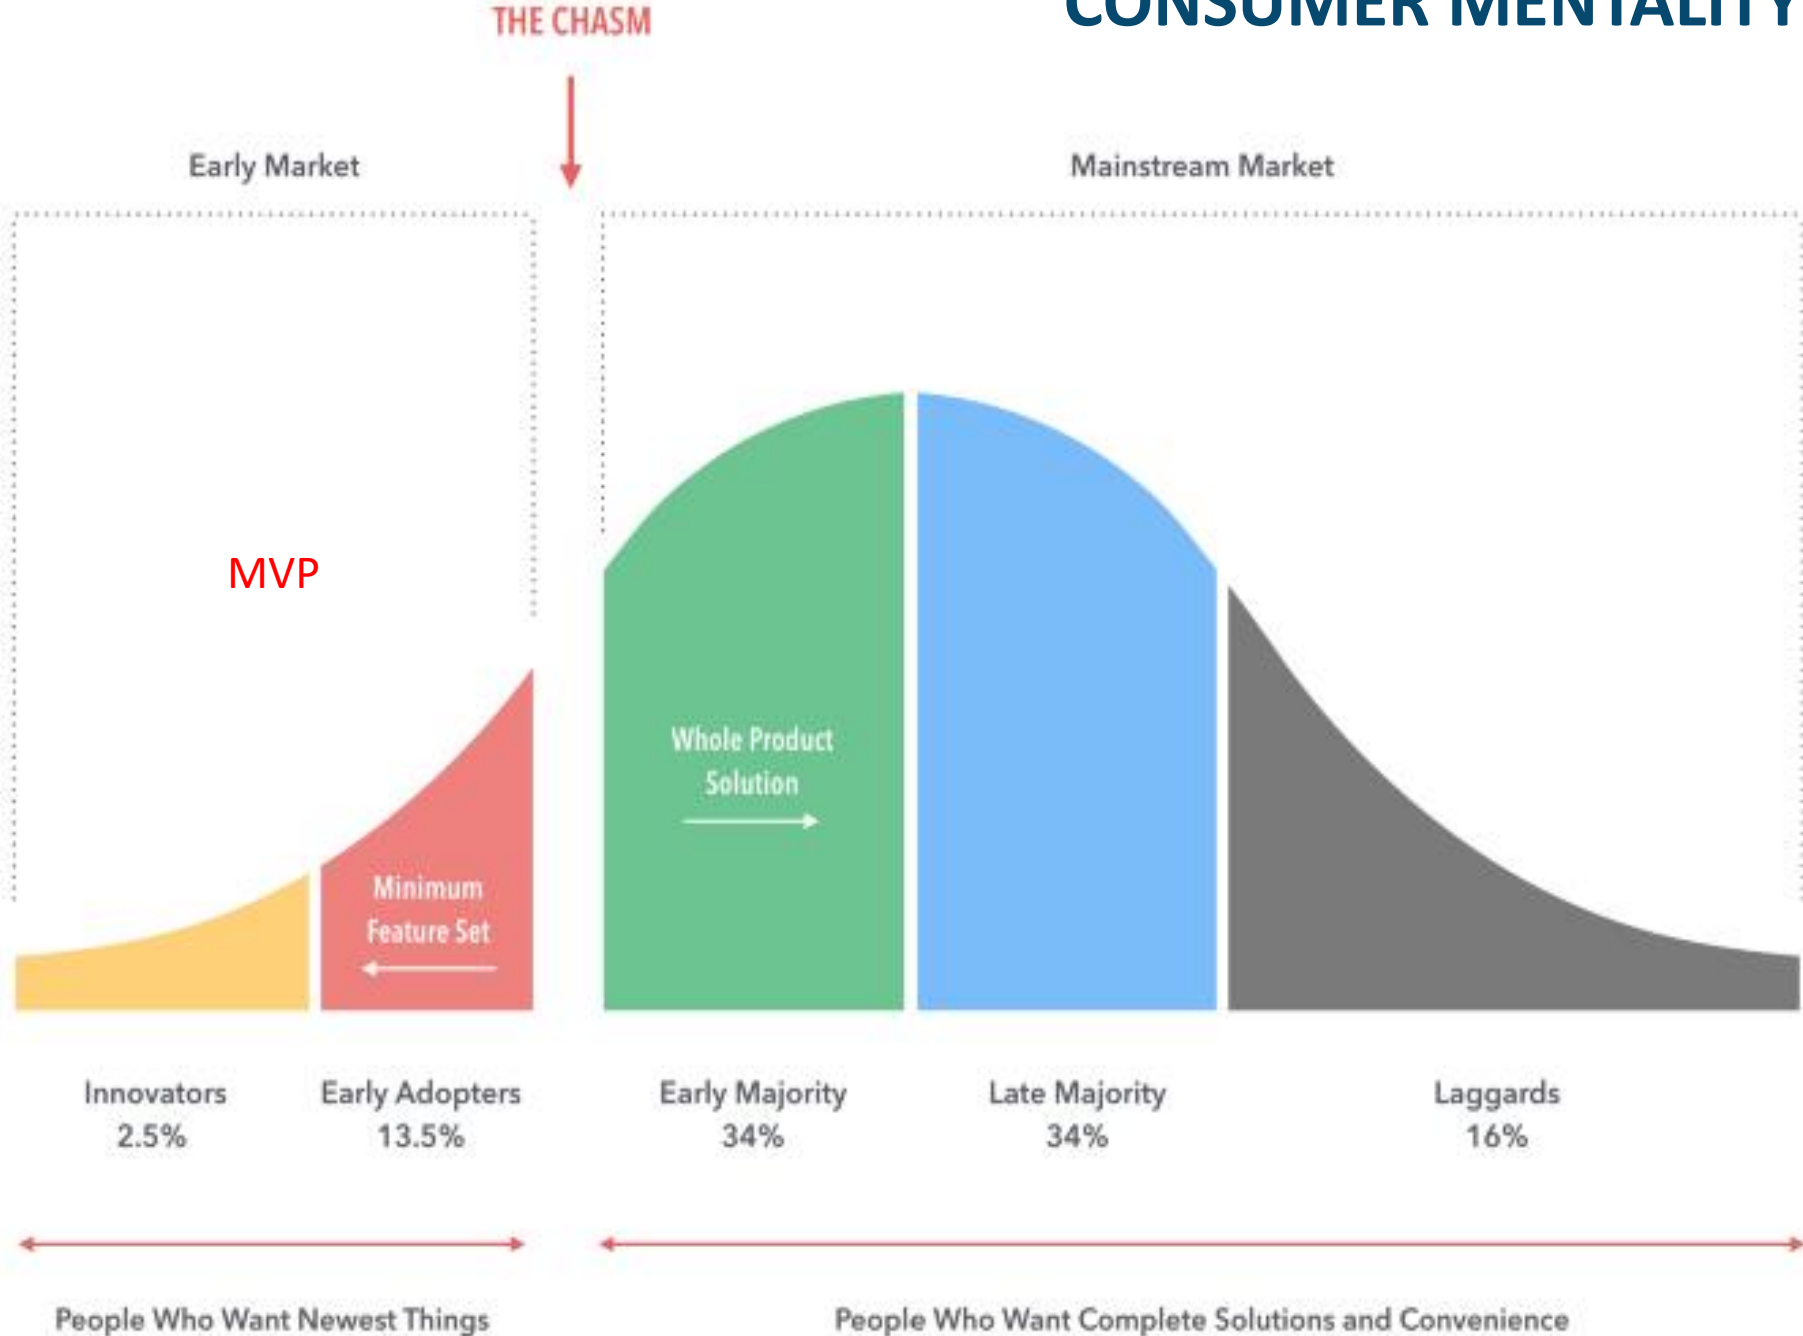 CONSUMER MENTALITY
THE CHASM
Early Market
Mainstream Market
MVP
Whole Product
Solution
Minimum
Feature Set
Innovators
2.5%
Early Adopters
13.5%
Early Majority
34%
Late Majority
34%
Laggards
16%
People Who Want Newest Things
People Who Want Complete Solutions and Convenience